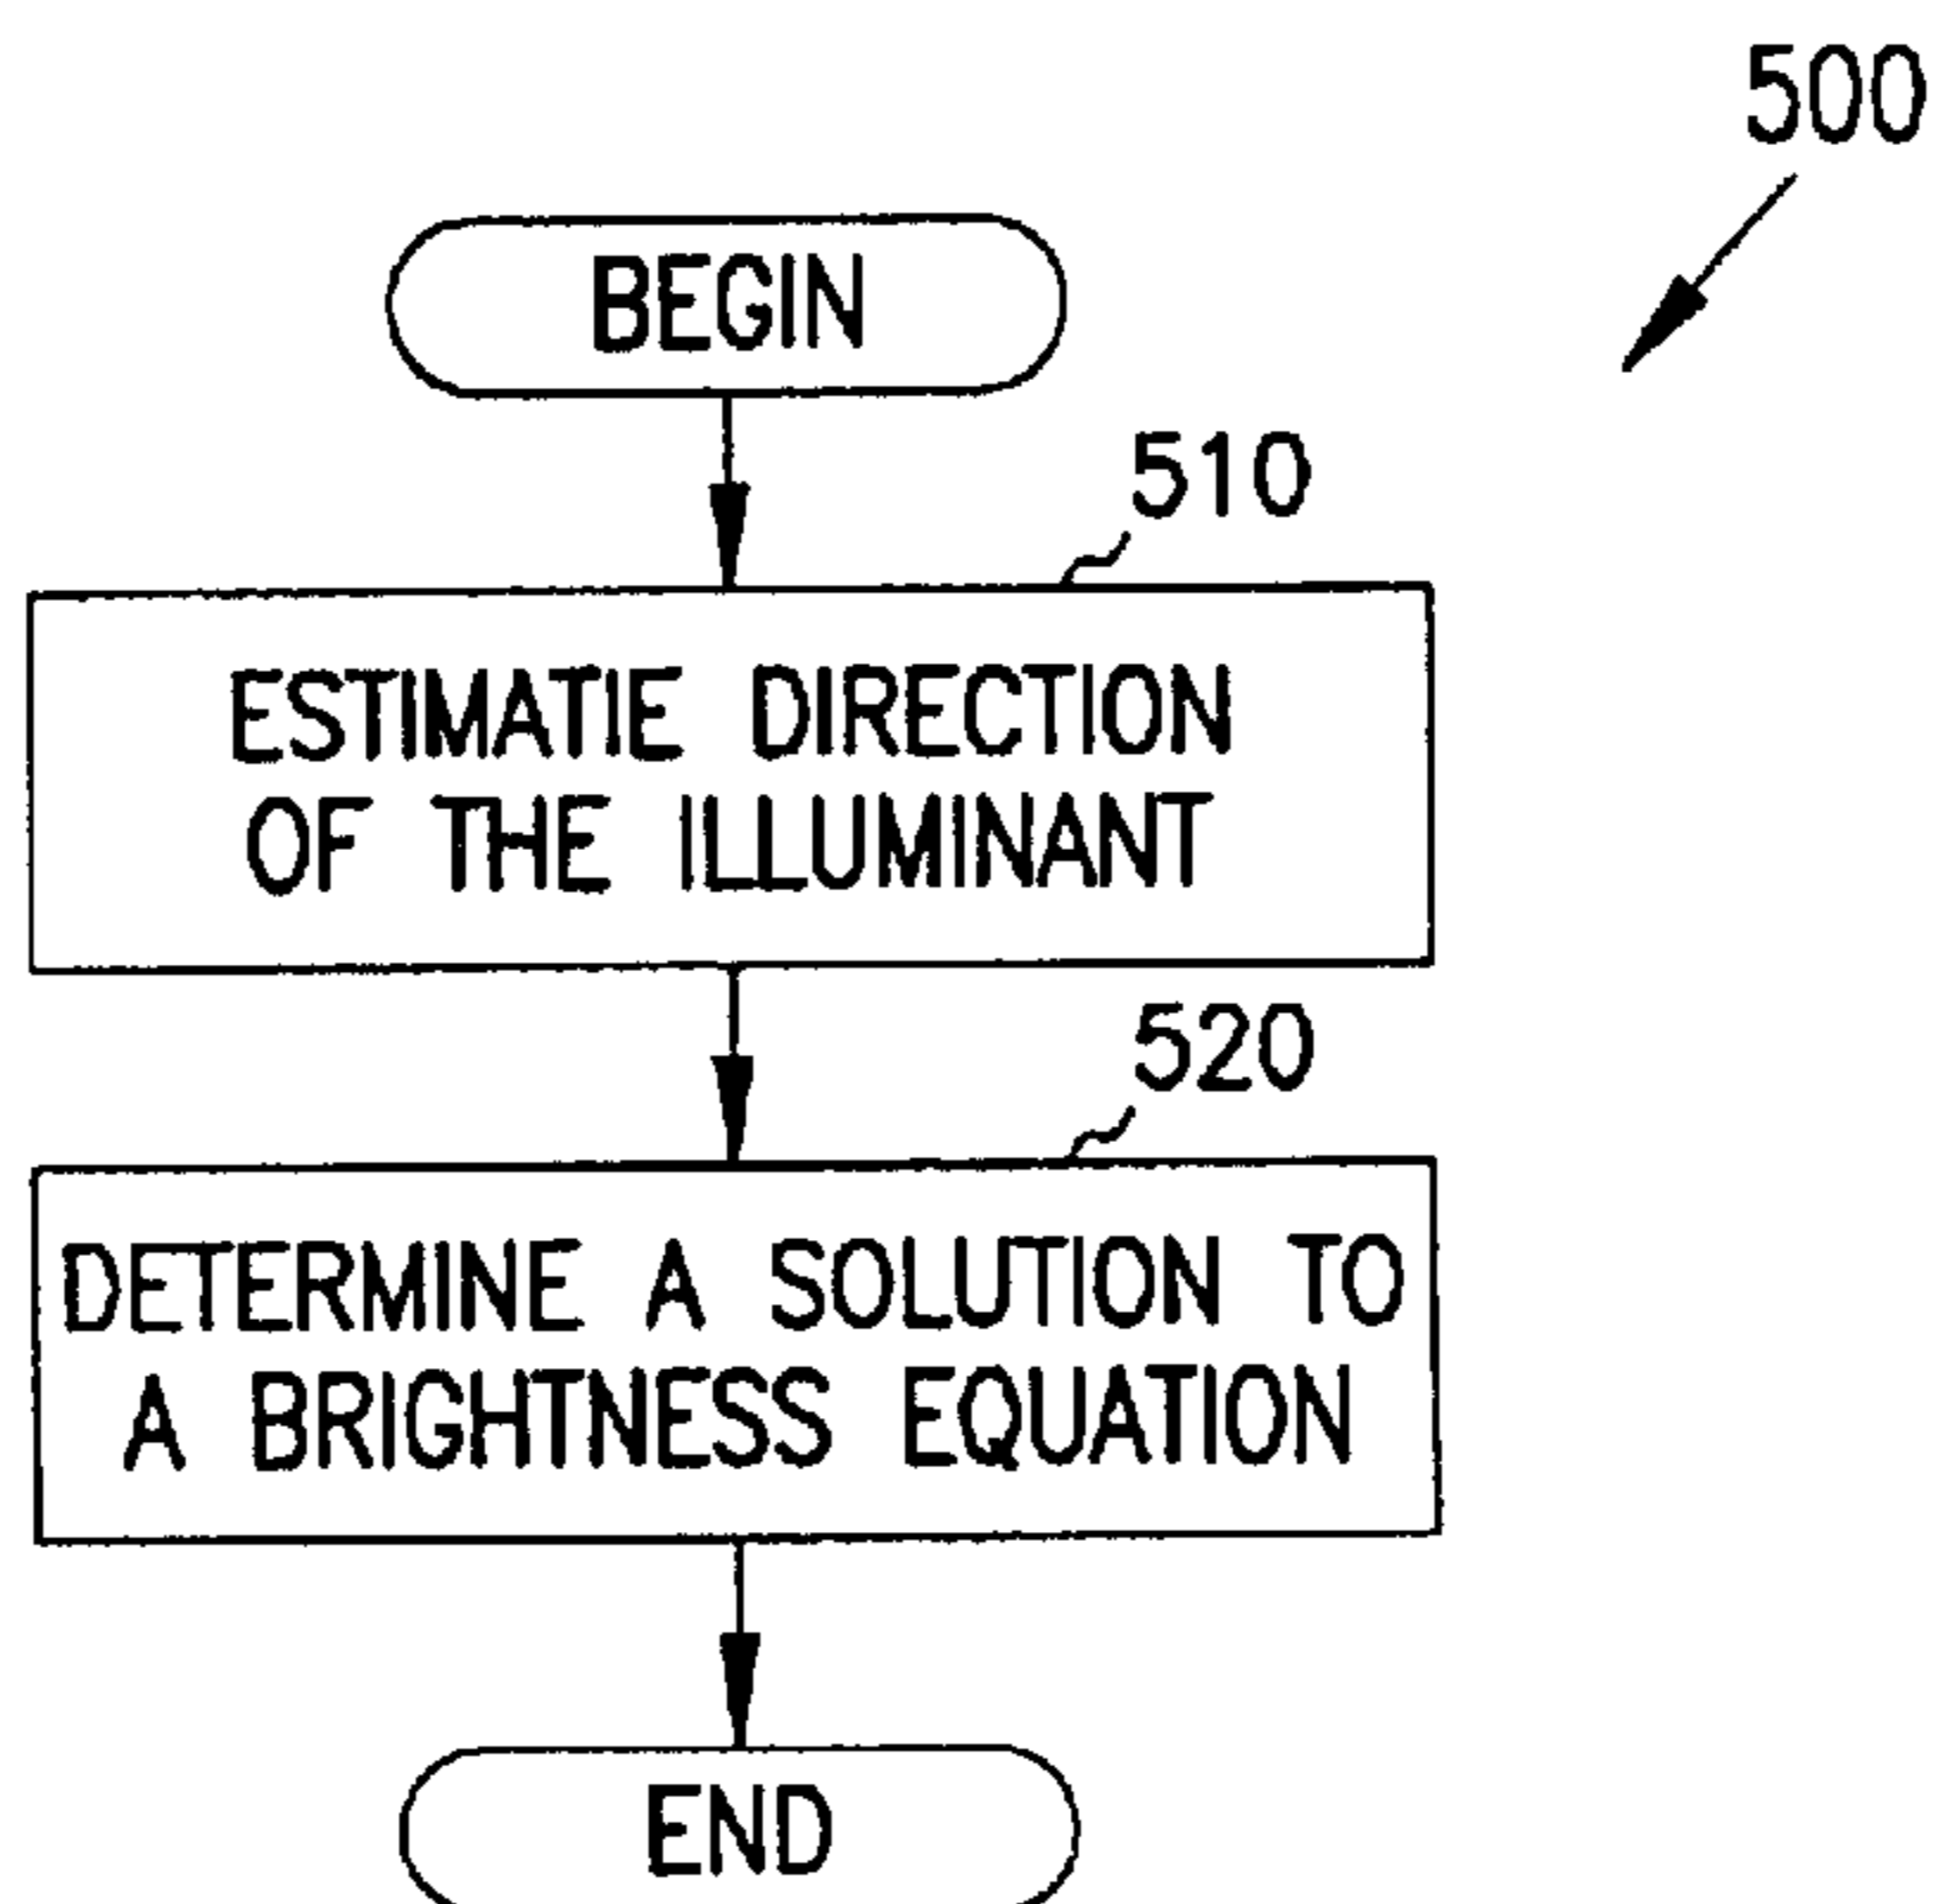 500
BEGIN
510
ESTIMATIE DIRECTION
OF THE ILLUMINANT
520
DETERMINE A SOLUTION TO
A BRIGHTNESS EQUATION
END